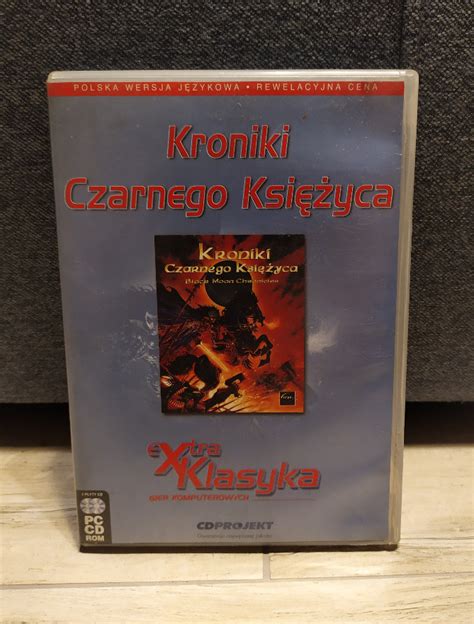 POLSKA WERSJA JĘZYKOWA • REWELACYJNA CENA
Kroniki
Czarnego Księżyca
KRONIKI
CZARNEGO KSIĘŻYCA
Black Moon Chronicles
eXtra
Klasyka
GIER KOMPUTEROWYCH
PC
CD
ROM
CDPROJEKT